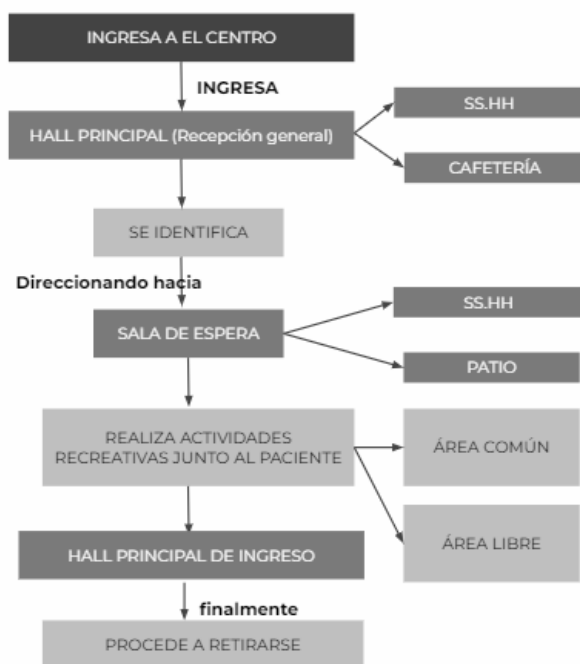 INGRESA A EL CENTRO
INGRESA
SS.HH
HALL PRINCIPAL (Recepción general)
CAFETERÍA
SE IDENTIFICA
Direccionando hacia
SS.HH
SALA DE ESPERA
PATIO
REALIZA ACTIVIDADES
RECREATIVAS JUNTO AL PACIENTE
ÁREA COMÚN
HALL PRINCIPAL DE INGRESO
ÁREA LIBRE
finalmente
PROCEDE A RETIRARSE